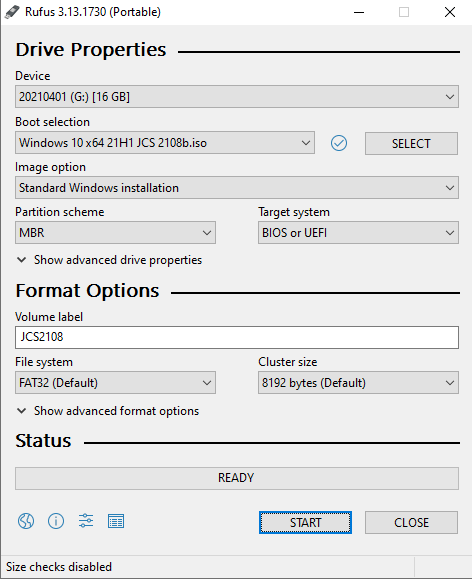 Rufus 3.13.1730 (Portable)
Drive Properties
Device
20210401 (G:) [16 GB]
Boot selection
Windows 10 x64 21H1 JCS 2108b.iso
SELECT
Image option
Standard Windows installation
Partition scheme
Target system
MBR
BIOS or UEFI
Show advanced drive properties
Format Options
Volume label
JCS2108
File system
Cluster size
FAT32 (Default)
8192 bytes (Default)
Show advanced format options
Status
READY
START
CLOSE
Size checks disabled